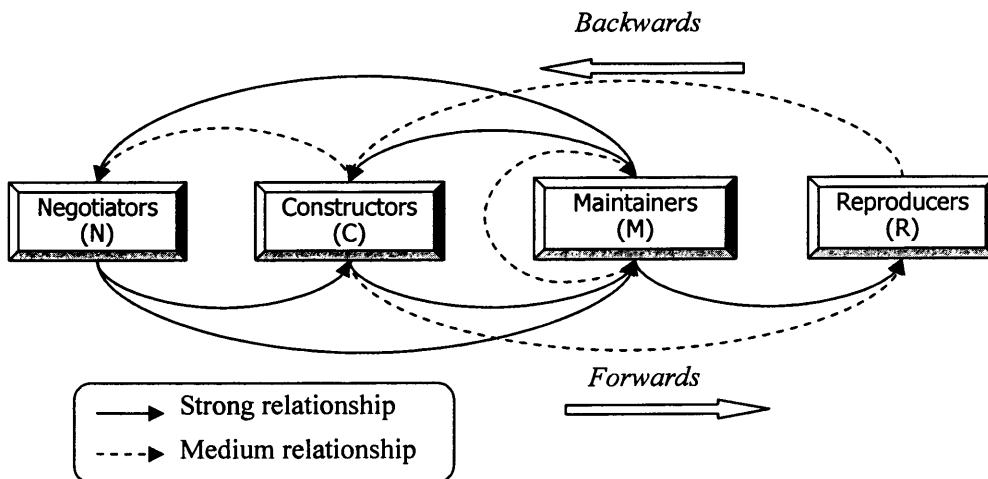 Backwards
Negotiators
(N)
Constructors
(C)
Maintainers
(M)
Reproducers
(R)
Forwards
Strong relationship
Medium relationship